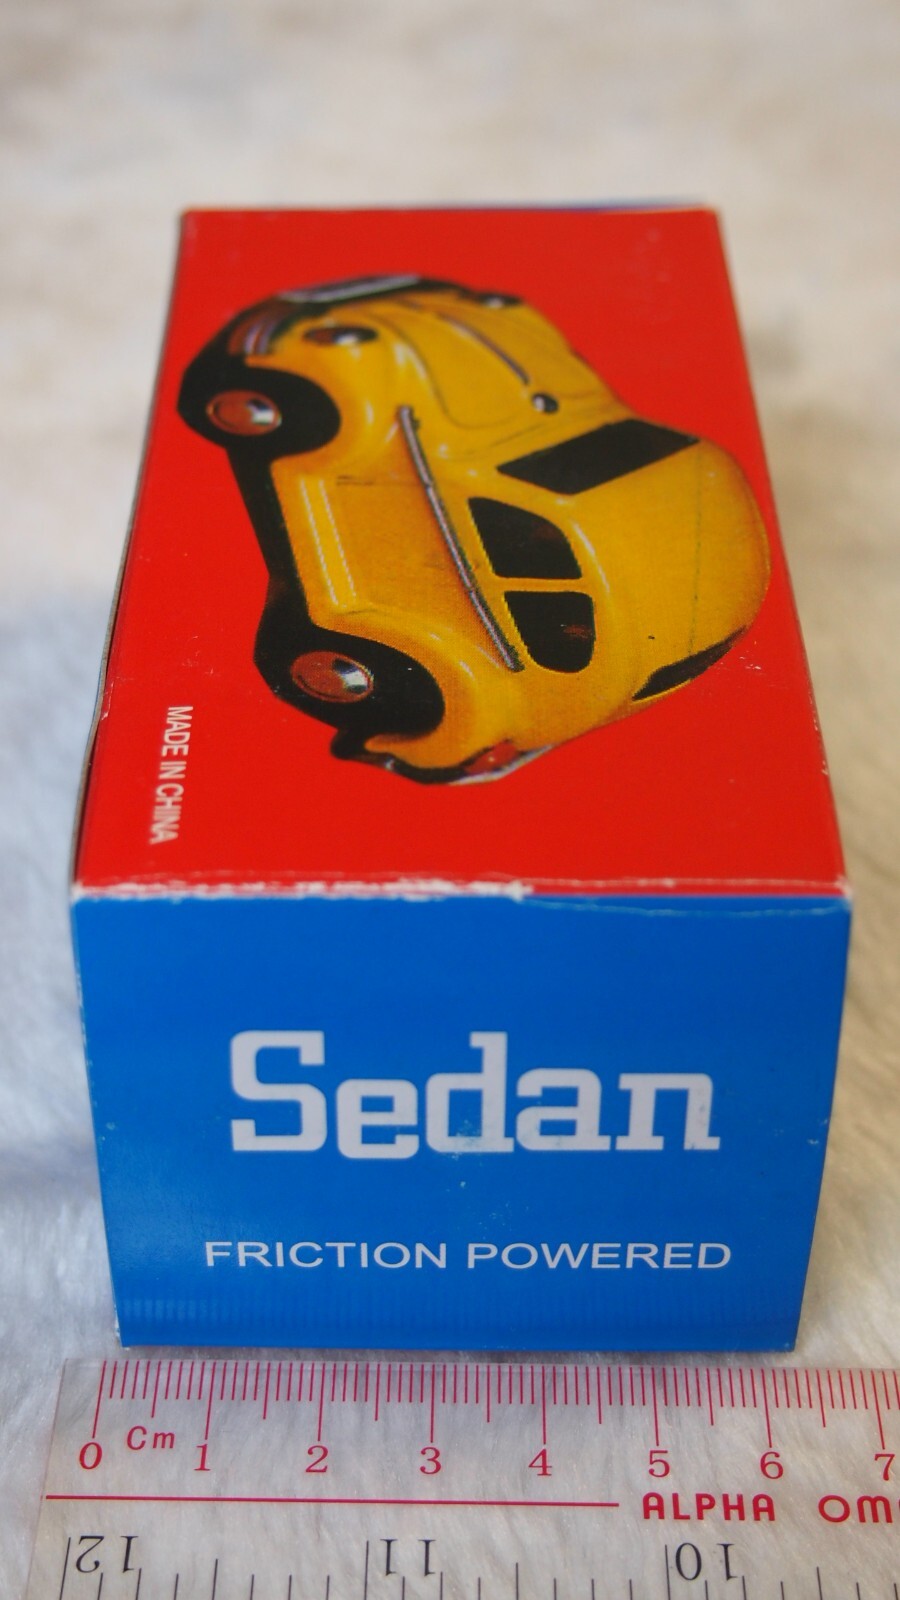 MADE IN CHINA
Sedan
FRICTION POWERED
0 Cm 1 2 3 4 5 6 7
ALPHA OM
12 11 10